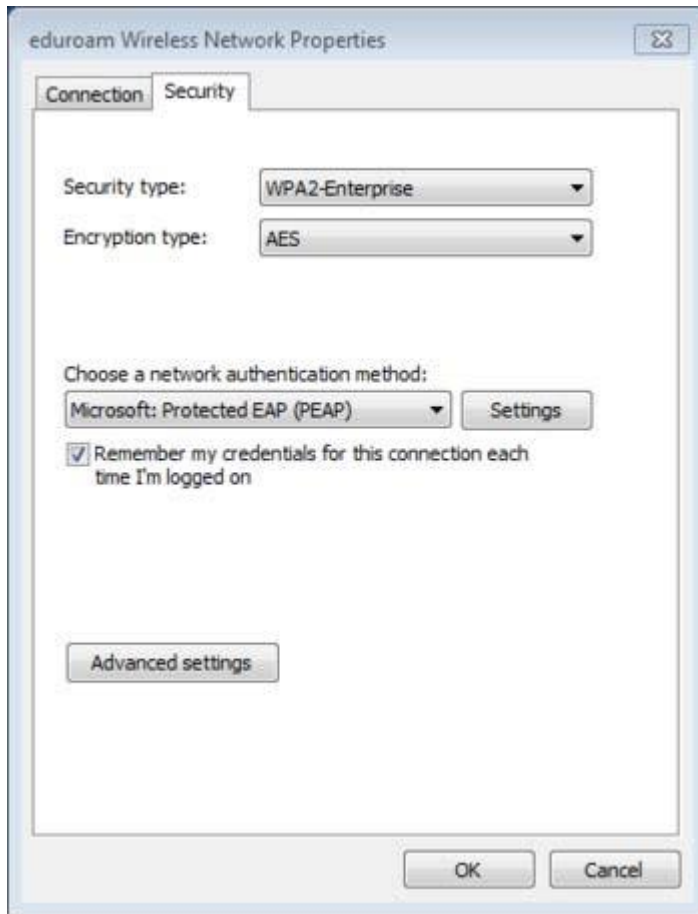 eduroam Wireless Network Properties
Connection Security
Security type: WPA2-Enterprise
Encryption type: AES
Choose a network authentication method:
Microsoft: Protected EAP (PEAP) Settings
Remember my credentials for this connection each
time I'm logged on
Advanced settings
OK Cancel